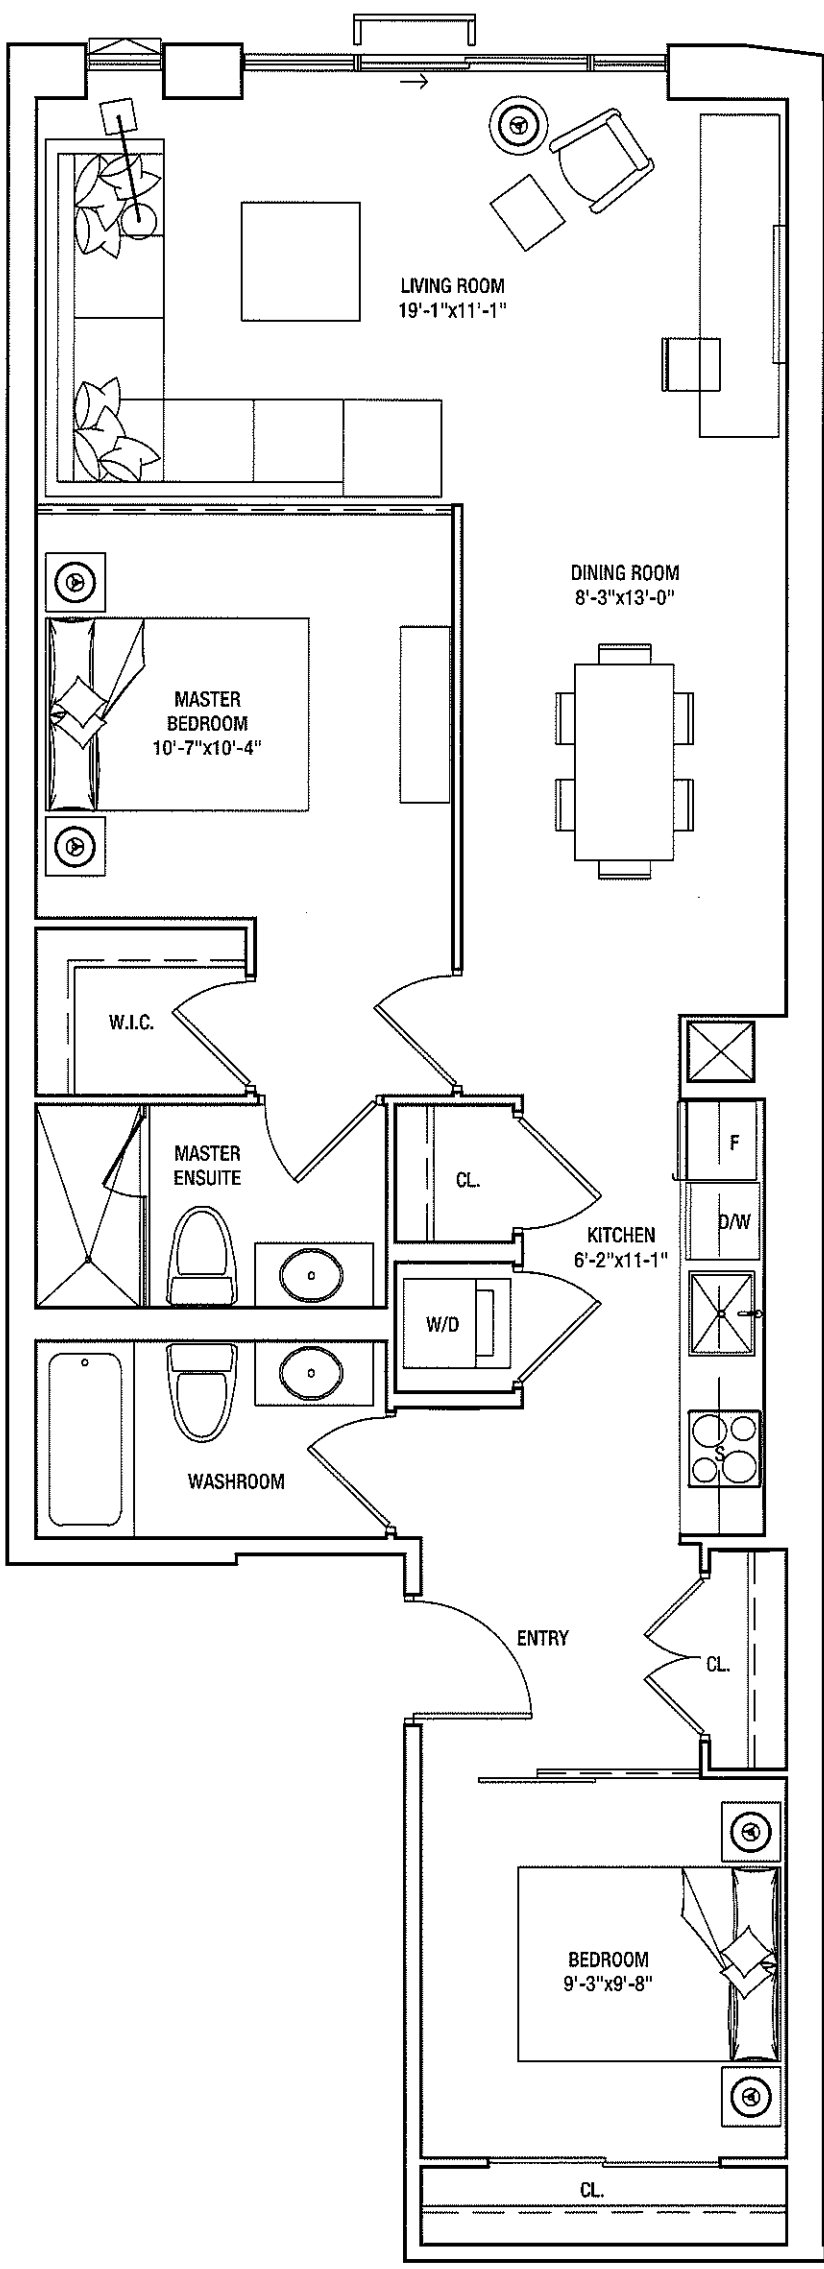 LIVING ROOM
19'-1"x11'-1"
DINING ROOM
8'-3"x13'-0"
MASTER
BEDROOM
10'-7"x10'-4"
W.I.C.
MASTER
ENSUITE
CL.
F
D/W
KITCHEN
6'-2"x11-1"
W/D
S
WASHROOM
ENTRY
CL.
BEDROOM
9'-3"x9'-8"
CL.